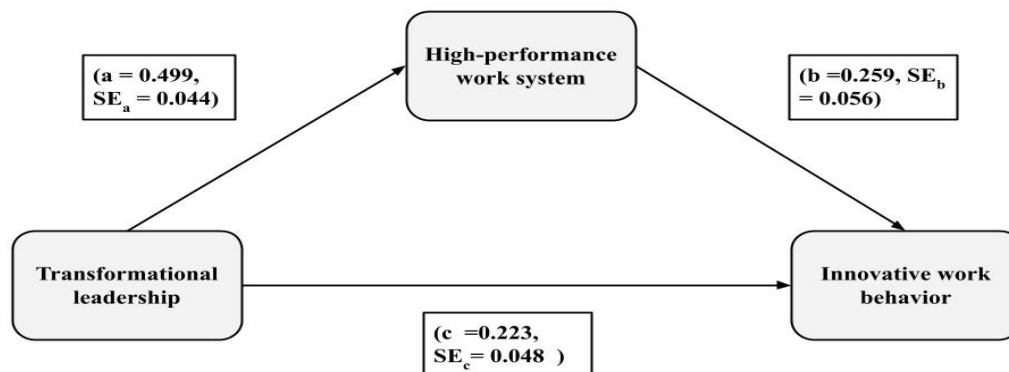 High-performance
work system
(a = 0.499,
SEa = 0.044)
(b =0.259, SEb
= 0.056)
Transformational
leadership
Innovative work
behavior
(c =0.223,
SEc= 0.048 )